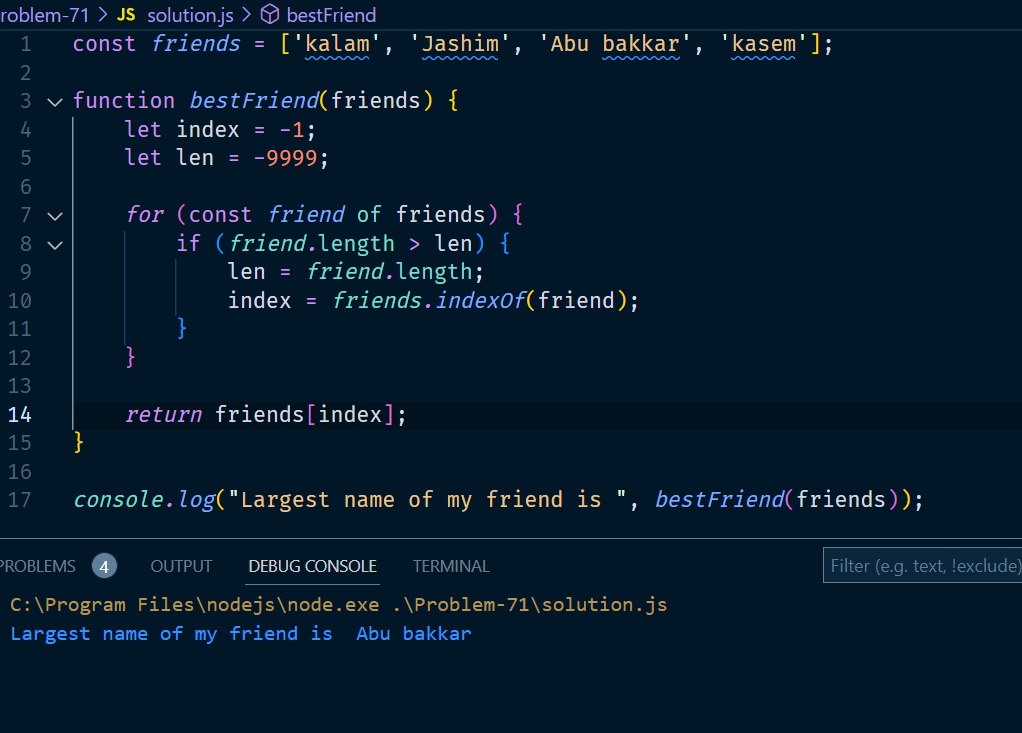 roblem-71 > JS solution.js > bestFriend
1 const friends = ['kalam', 'Jashim', 'Abu bakkar', 'kasem'];
2
3 function bestFriend(friends) {
4     let index = -1;
5     let len = -9999;
6
7     for (const friend of friends) {
8         if (friend.length > len) {
9             len = friend.length;
10             index = friends.indexOf(friend);
11         }
12     }
13
14     return friends[index];
15 }
16
17 console.log("Largest name of my friend is ", bestFriend(friends));
PROBLEMS 4 OUTPUT DEBUG CONSOLE TERMINAL Filter (e.g. text, !exclude)
C:\Program Files\nodejs\node.exe .\Problem-71\solution.js
Largest name of my friend is  Abu bakkar